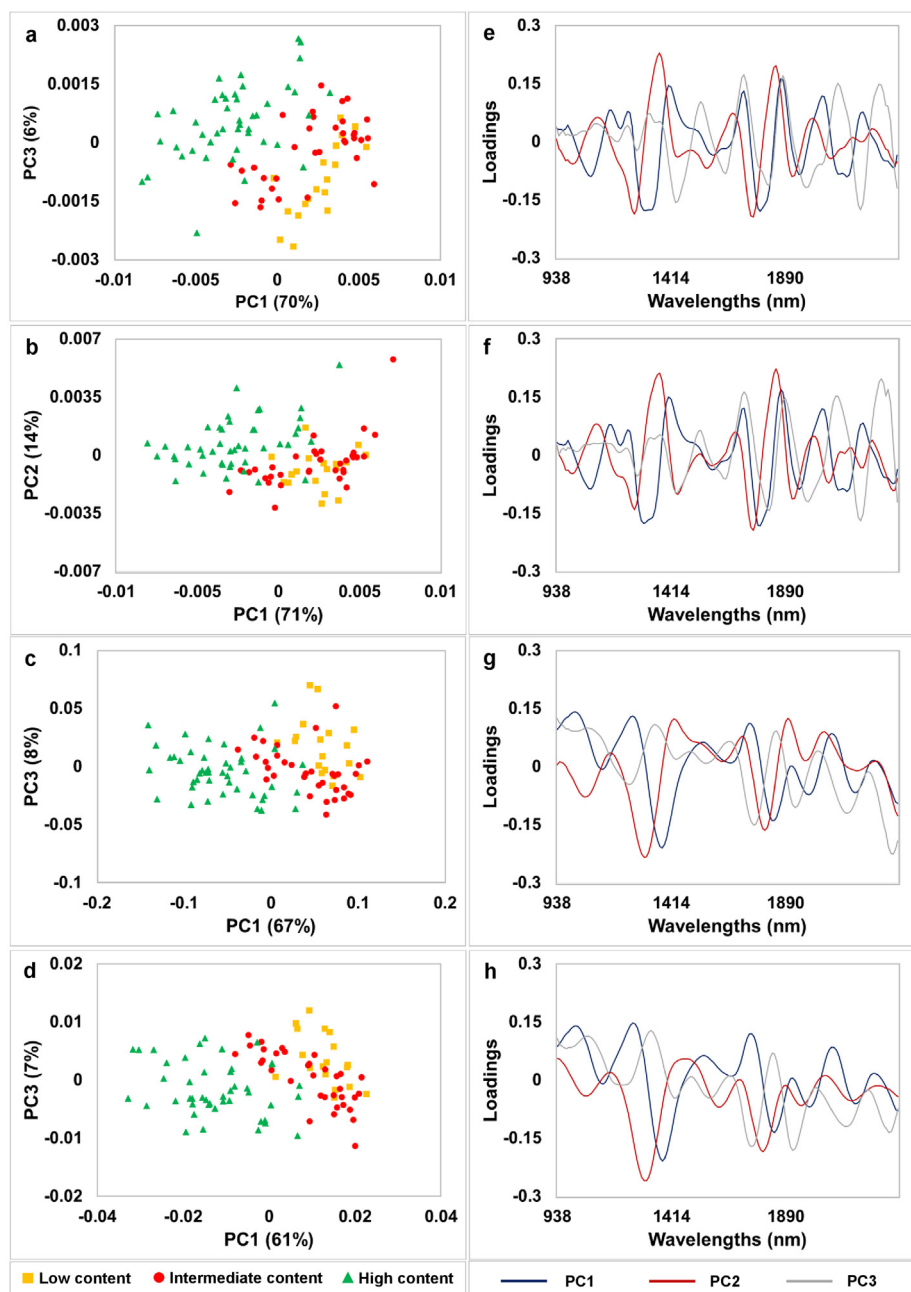 a
0.003
0.0015
0
-0.0015
-0.003
PC3 (6%)
-0.01 -0.005 0 0.005 0.01
PC1 (70%)
e
0.3
0.15
0
-0.15
-0.3
Loadings
938 1414 1890
Wavelengths (nm)
b
0.007
0.0035
0
-0.0035
-0.007
PC2 (14%)
-0.01 -0.005 0 0.005 0.01
PC1 (71%)
f
0.3
0.15
0
-0.15
-0.3
Loadings
938 1414 1890
Wavelengths (nm)
c
0.1
0.05
0
-0.05
-0.1
PC3 (8%)
-0.2 -0.1 0 0.1 0.2
PC1 (67%)
g
0.3
0.15
0
-0.15
-0.3
Loadings
938 1414 1890
Wavelengths (nm)
d
0.02
0.01
0
-0.01
-0.02
PC3 (7%)
-0.04 -0.02 0 0.02 0.04
PC1 (61%)
h
0.3
0.15
0
-0.15
-0.3
Loadings
938 1414 1890
Wavelengths (nm)
Low content Intermediate content High content
PC1 PC2 PC3